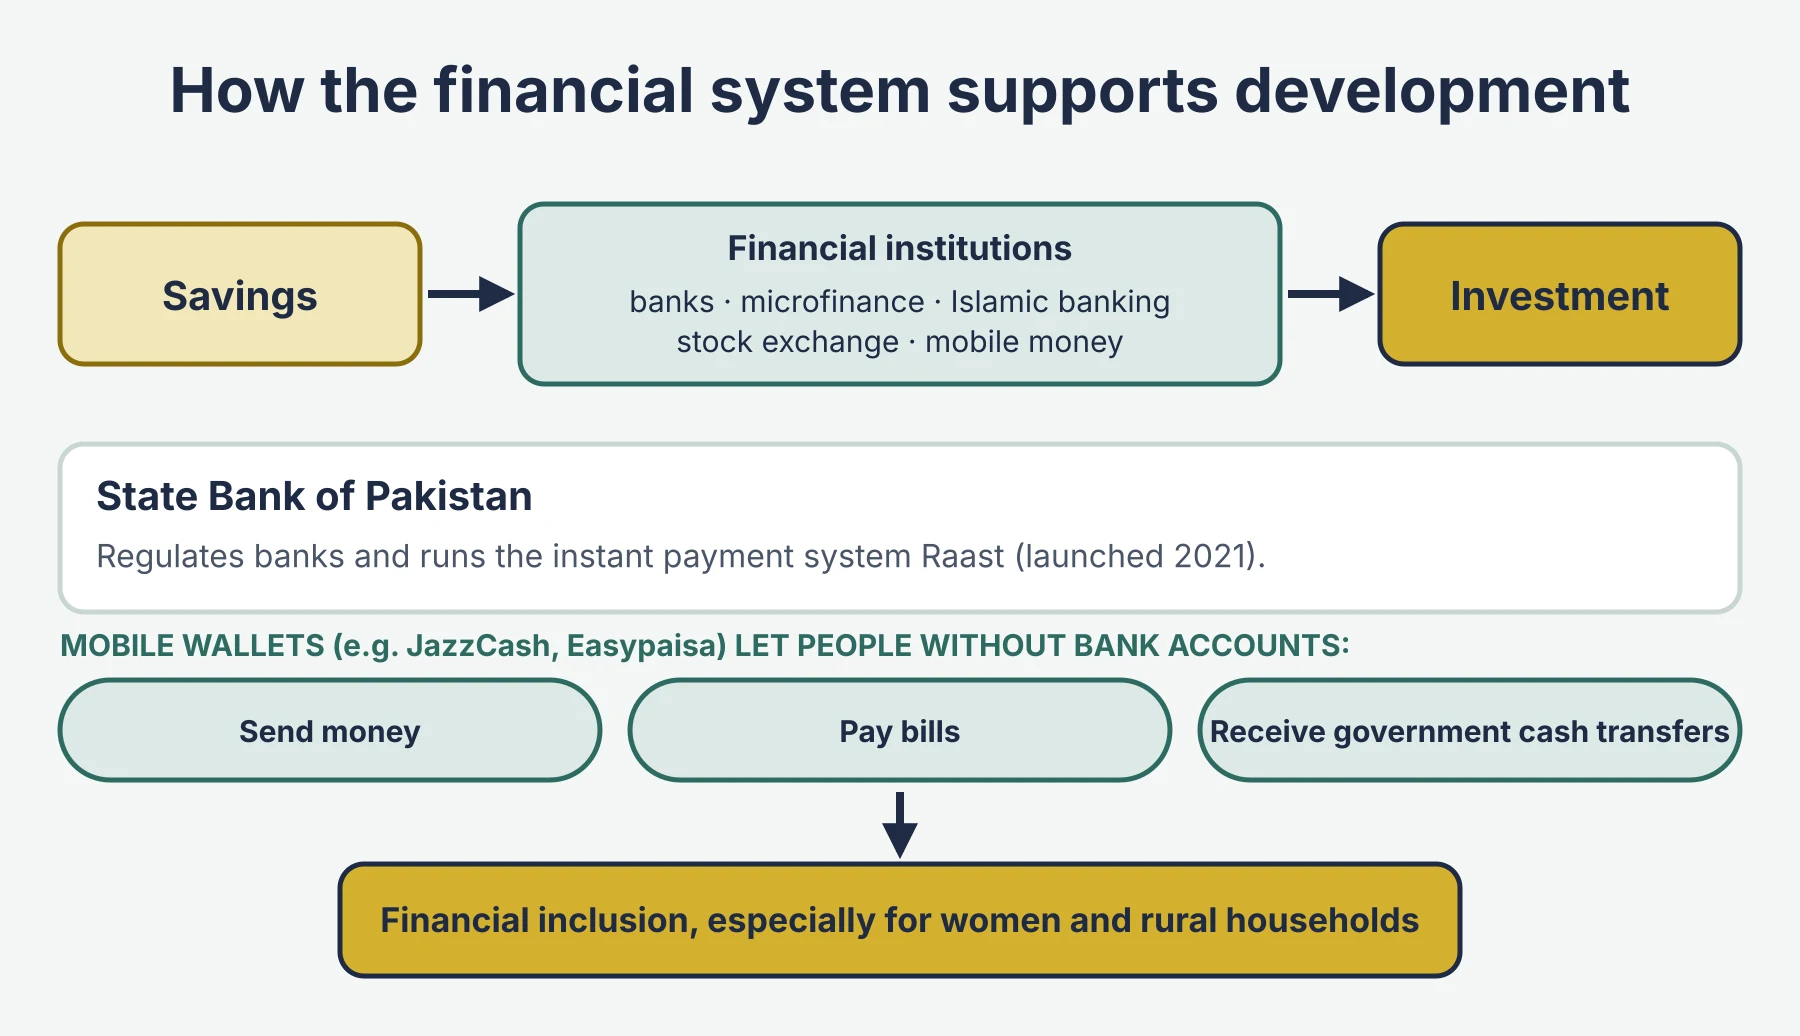 How the financial system supports development
Savings
Financial institutions
banks · microfinance · Islamic banking
stock exchange · mobile money
Investment
State Bank of Pakistan
Regulates banks and runs the instant payment system Raast (launched 2021).
MOBILE WALLETS (e.g. JazzCash, Easypaisa) LET PEOPLE WITHOUT BANK ACCOUNTS:
Send money
Pay bills
Receive government cash transfers
Financial inclusion, especially for women and rural households